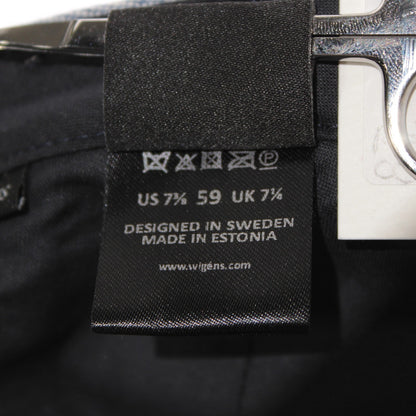 US 7⅜ 59 UK 7¼
DESIGNED IN SWEDEN
MADE IN ESTONIA
www.wigéns.com